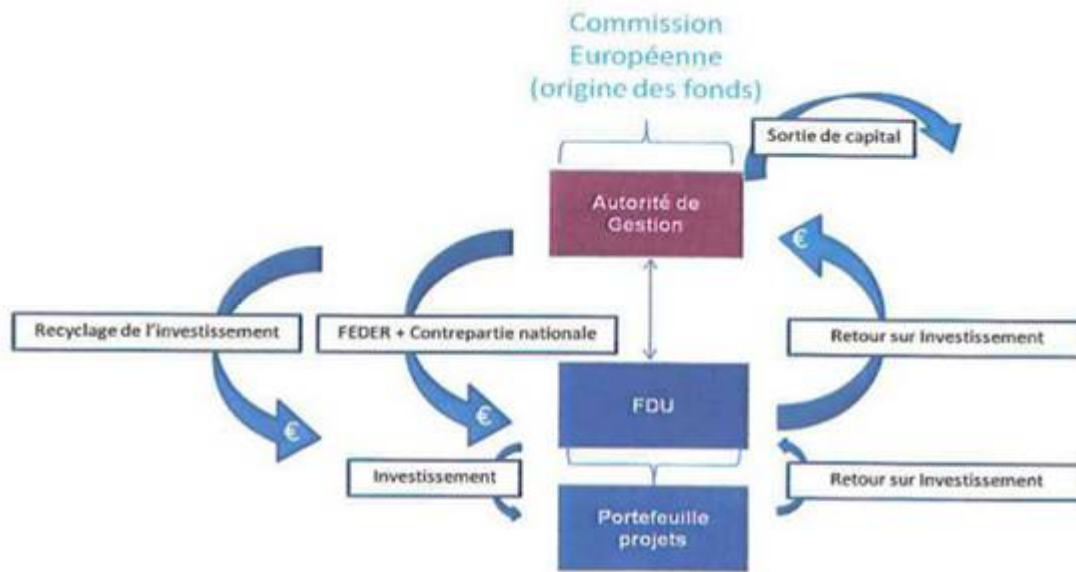 Commission
Européenne
(origine des fonds)
Sortie de capital
Autorité de
Gestion
€
Recyclage de l'investissement
FEDER + Contrepartie nationale
Retour sur Investissement
FDU
€
€
Investissement
Retour sur Investissement
Portefeuille
projets